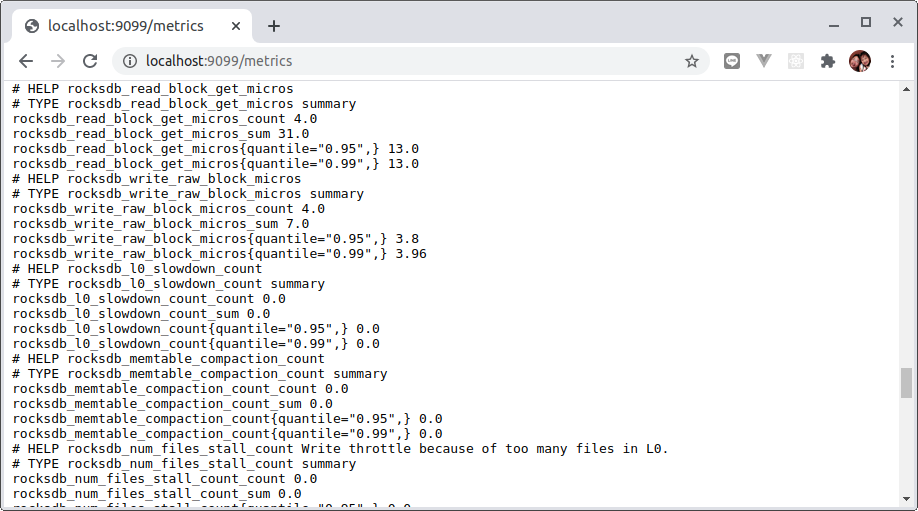 localhost:9099/metrics
localhost:9099/metrics
# HELP rocksdb_read_block_get_micros
# TYPE rocksdb_read_block_get_micros summary
rocksdb_read_block_get_micros_count 4.0
rocksdb_read_block_get_micros_sum 31.0
rocksdb_read_block_get_micros{quantile="0.95",} 13.0
rocksdb_read_block_get_micros{quantile="0.99",} 13.0
# HELP rocksdb_write_raw_block_micros
# TYPE rocksdb_write_raw_block_micros summary
rocksdb_write_raw_block_micros_count 4.0
rocksdb_write_raw_block_micros_sum 7.0
rocksdb_write_raw_block_micros{quantile="0.95",} 3.8
rocksdb_write_raw_block_micros{quantile="0.99",} 3.96
# HELP rocksdb_l0_slowdown_count
# TYPE rocksdb_l0_slowdown_count summary
rocksdb_l0_slowdown_count_count 0.0
rocksdb_l0_slowdown_count_sum 0.0
rocksdb_l0_slowdown_count{quantile="0.95",} 0.0
rocksdb_l0_slowdown_count{quantile="0.99",} 0.0
# HELP rocksdb_memtable_compaction_count
# TYPE rocksdb_memtable_compaction_count summary
rocksdb_memtable_compaction_count_count 0.0
rocksdb_memtable_compaction_count_sum 0.0
rocksdb_memtable_compaction_count{quantile="0.95",} 0.0
rocksdb_memtable_compaction_count{quantile="0.99",} 0.0
# HELP rocksdb_num_files_stall_count Write throttle because of too many files in L0.
# TYPE rocksdb_num_files_stall_count summary
rocksdb_num_files_stall_count_count 0.0
rocksdb_num_files_stall_count_sum 0.0
rocksdb_num_files_stall_count{quantile="0.95",} 0.0